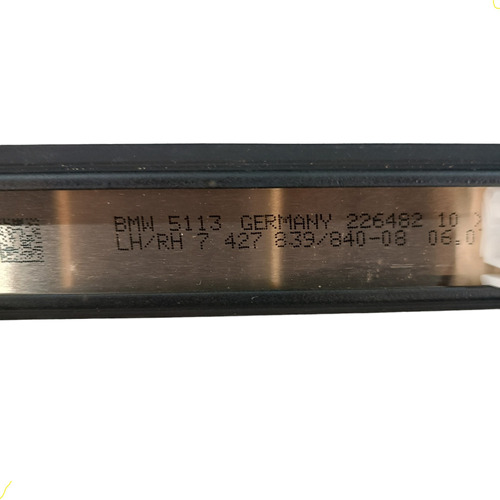 BMW 5113 GERMANY 226482 10
LH/RH 7 427 839/840-08 06.0